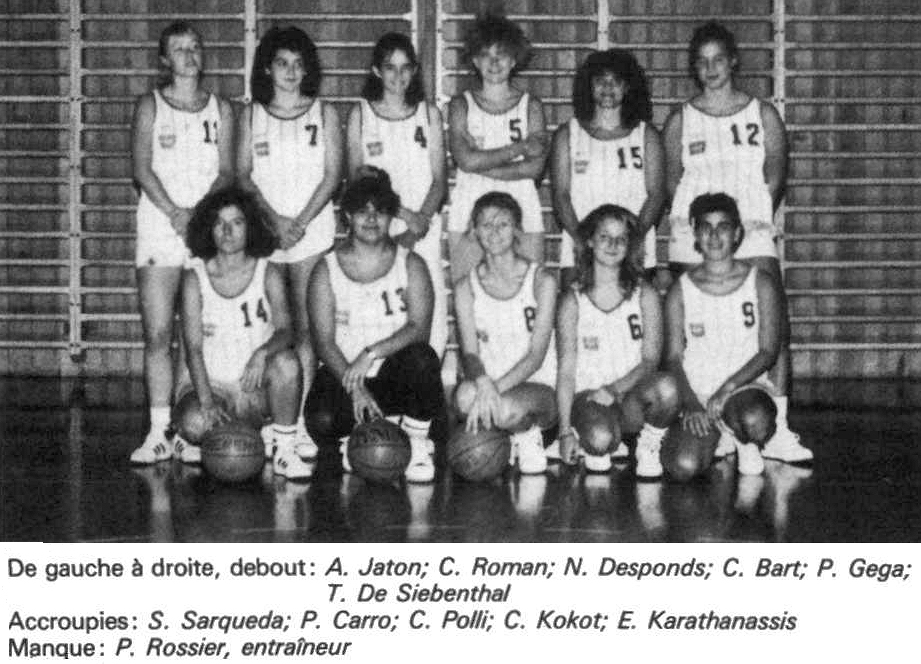 11 7 4 5 15 12
14 13 8 6 9
De gauche à droite, debout: A. Jaton; C. Roman; N. Desponds; C. Bart; P. Gega;
T. De Siebenthal
Accroupies: S. Sarqueda; P. Carro; C. Polli; C. Kokot; E. Karathanassis
Manque: P. Rossier, entraîneur